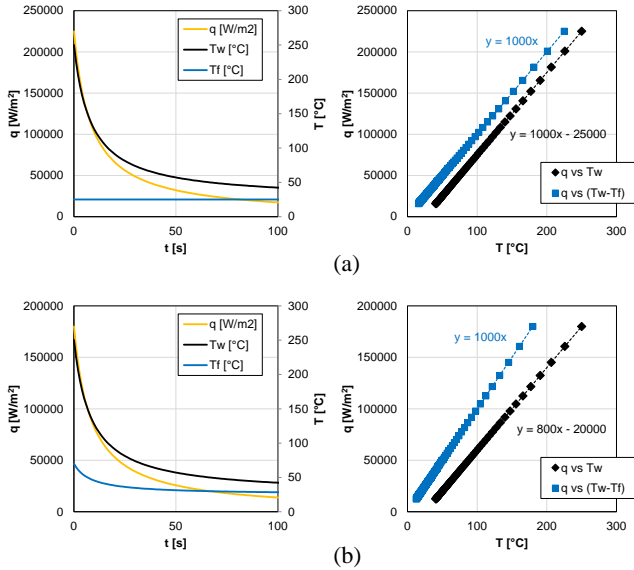 250000
200000
150000
100000
50000
0
q [W/m²]
300
250
200
150
100
50
0
T [°C]
q [W/m2]
Tw [°C]
Tf [°C]
0
50
100
t [s]
250000
200000
150000
100000
50000
0
q [W/m²]
y = 1000x
y = 1000x - 25000
q vs Tw
q vs (Tw-Tf)
0
100
200
300
T [°C]
(a)
200000
150000
100000
50000
0
q [W/m²]
300
250
200
150
100
50
0
T [°C]
q [W/m2]
Tw [°C]
Tf [°C]
0
50
100
t [s]
200000
150000
100000
50000
0
q [W/m²]
y = 1000x
y = 800x - 20000
q vs Tw
q vs (Tw-Tf)
0
100
200
300
T [°C]
(b)